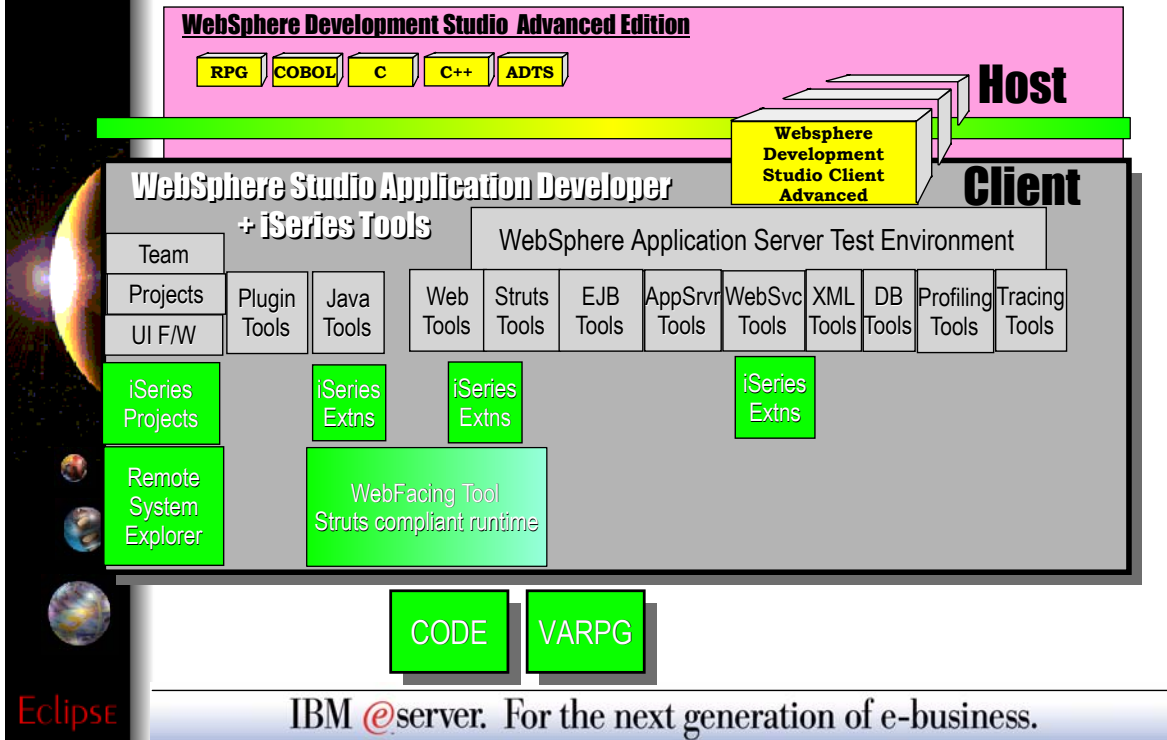 WebSphere Development Studio  Advanced Edition
RPG
COBOL
C
C++
ADTS
Host
Websphere
Development
Studio Client
Advanced
Client
WebSphere Studio Application Developer
+ iSeries Tools
WebSphere Application Server Test Environment
Team
Projects
UI F/W
Plugin
Tools
Java
Tools
Web
Tools
Struts
Tools
EJB
Tools
AppSrvr
Tools
WebSvc
Tools
XML
Tools
DB
Tools
Profiling
Tools
Tracing
Tools
iSeries
Projects
iSeries
Extns
iSeries
Extns
iSeries
Extns
Remote
System
Explorer
WebFacing Tool
Struts compliant runtime
CODE
VARPG
Eclipse
IBM @server. For the next generation of e-business.